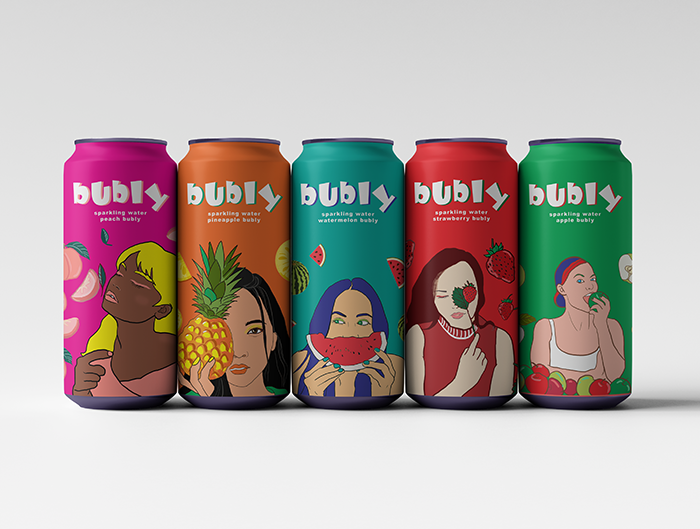 bubly
sparkling water
peach bubly
bubly
sparkling water
pineapple bubly
bubly
sparkling water
watermelon bubly
bubly
sparkling water
strawberry bubly
bubly
sparkling water
apple bubly